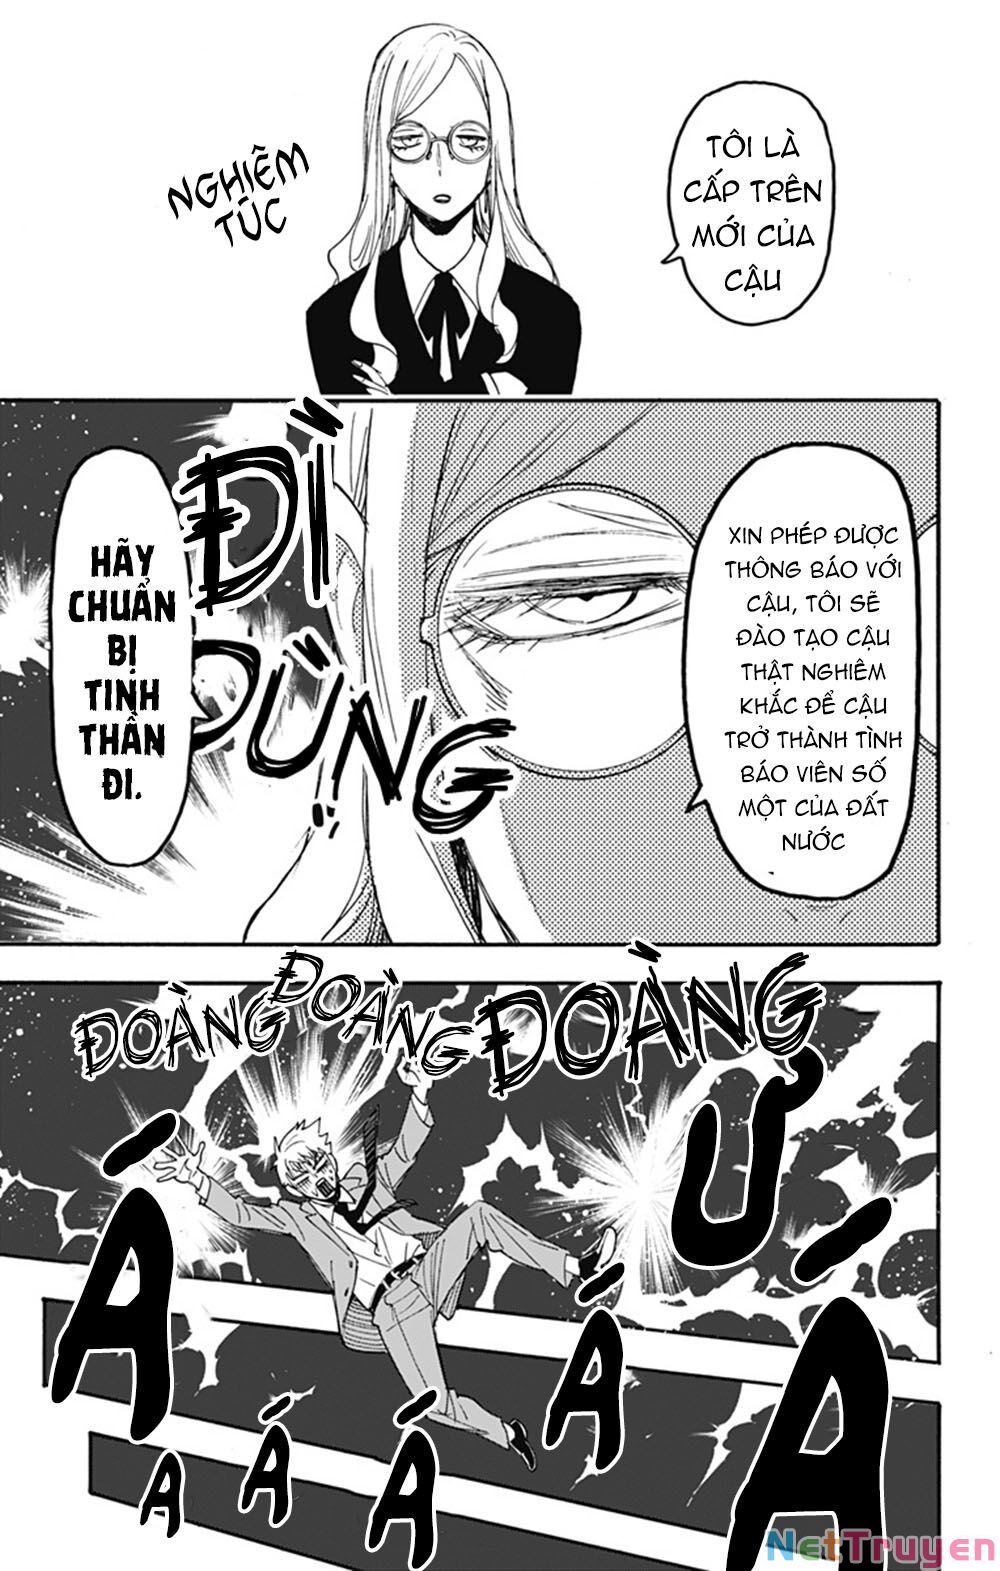 TÔI LÀ
CẤP TRÊN
MỚI CỦA
CẬU
NGHIÊM
TÚC
XIN PHÉP ĐƯỢC
THÔNG BÁO VỚI
CẬU, TÔI SẼ
ĐÀO TẠO CẬU
THẬT NGHIÊM
KHẮC ĐỂ CẬU
TRỞ THÀNH TÌNH
BÁO VIÊN SỐ
MỘT CỦA ĐẤT
NƯỚC
ĐÌ
ĐÙNG
HÃY
CHUẨN
BỊ
TINH
THẦN
ĐI.
ĐOÀNG
ĐOÀNG
ĐOÀNG
Ư
Á
Á
Á
Á
Á
Á
A
NetTruyen